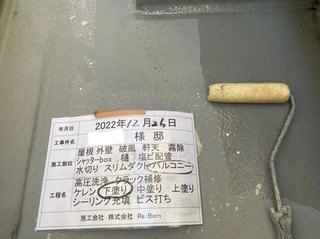 年月日 2022年12月26日
工事件名 様 邸
施工部位 屋根 外壁 破風 軒天 霧除
シャッターbox 樋 塩ビ配管
水切り スリムダクト バルコニー
工程名 高圧洗浄 クラック補修
ケレン 下塗り 中塗り 上塗り
シーリング充填 ビス打ち
施工会社 株式会社 Re:Born